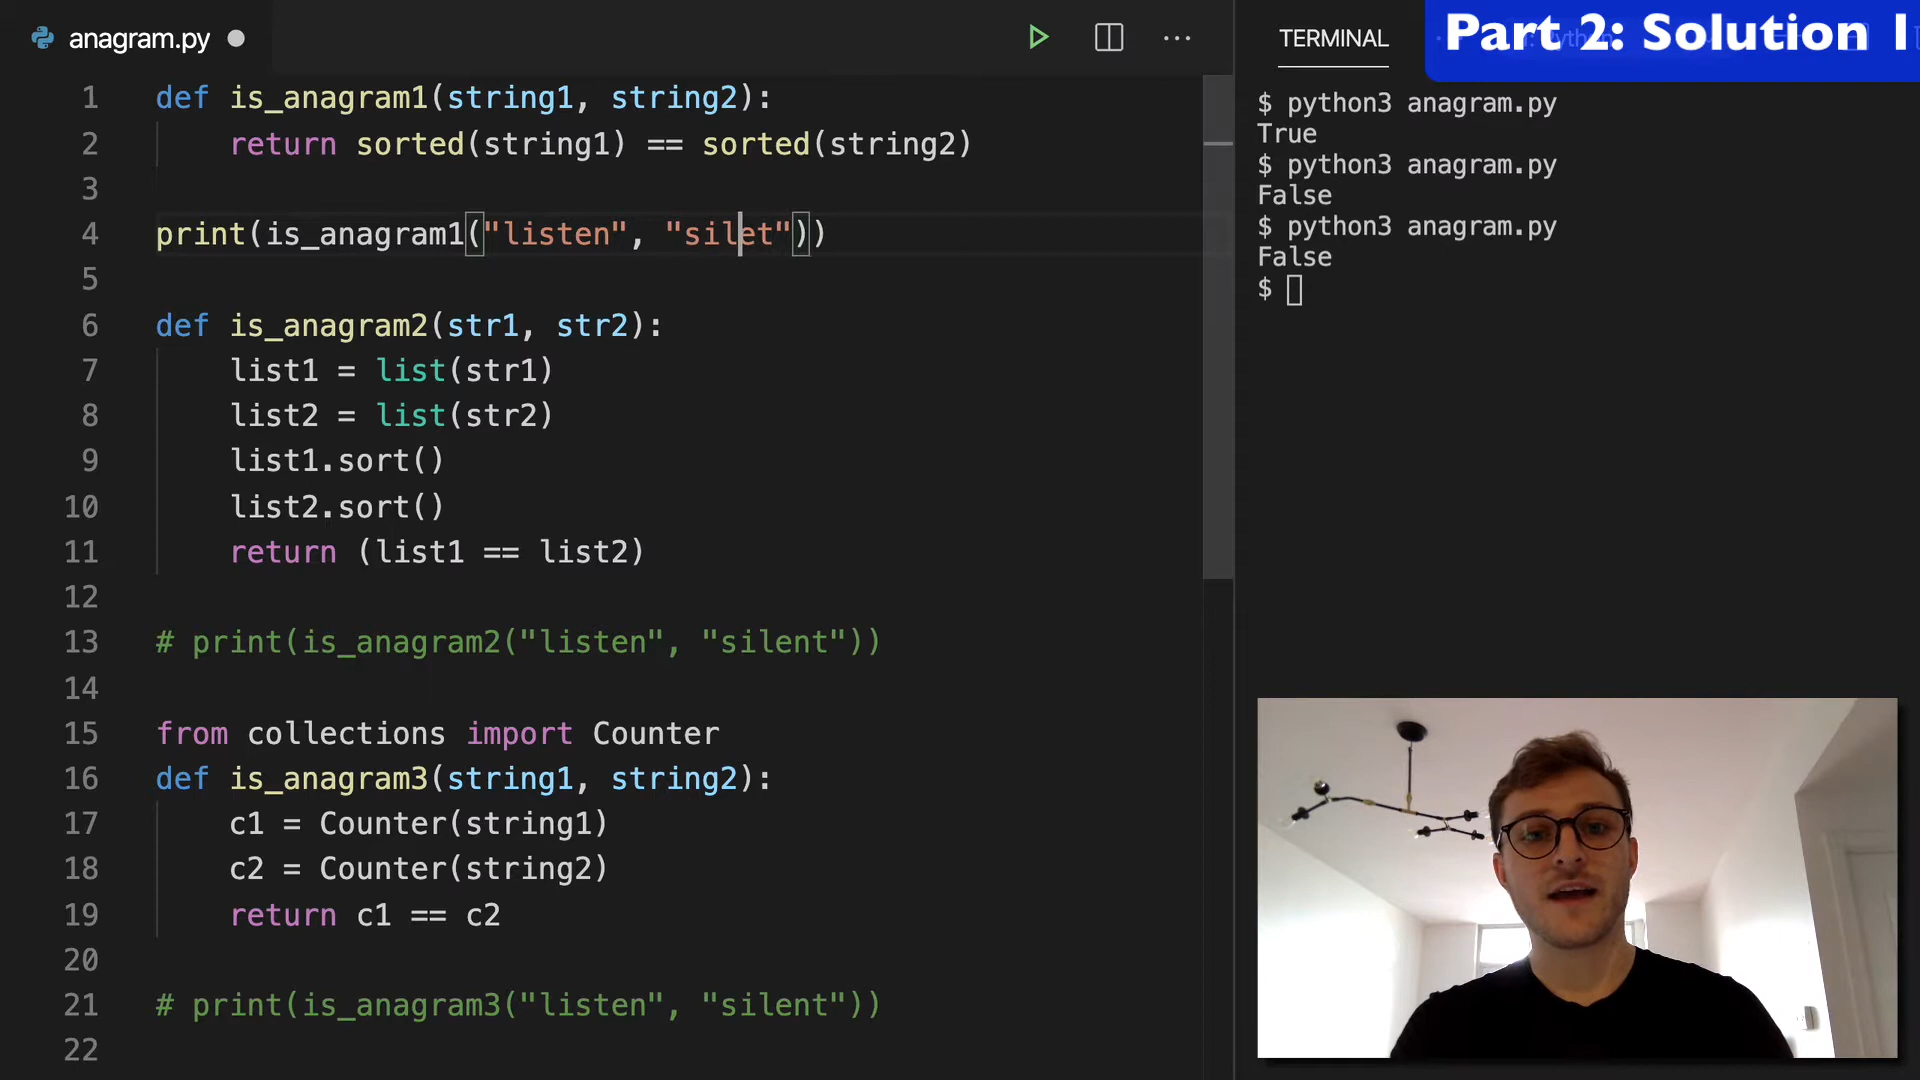 anagram.py
1 def is_anagram1(string1, string2):
2 return sorted(string1) == sorted(string2)
3
4 print(is_anagram1("listen", "silet"))
5
6 def is_anagram2(str1, str2):
7 list1 = list(str1)
8 list2 = list(str2)
9 list1.sort()
10 list2.sort()
11 return (list1 == list2)
12
13 # print(is_anagram2("listen", "silent"))
14
15 from collections import Counter
16 def is_anagram3(string1, string2):
17 c1 = Counter(string1)
18 c2 = Counter(string2)
19 return c1 == c2
20
21 # print(is_anagram3("listen", "silent"))
22
TERMINAL
Part 2: Solution 1
$ python3 anagram.py
True
$ python3 anagram.py
False
$ python3 anagram.py
False
$